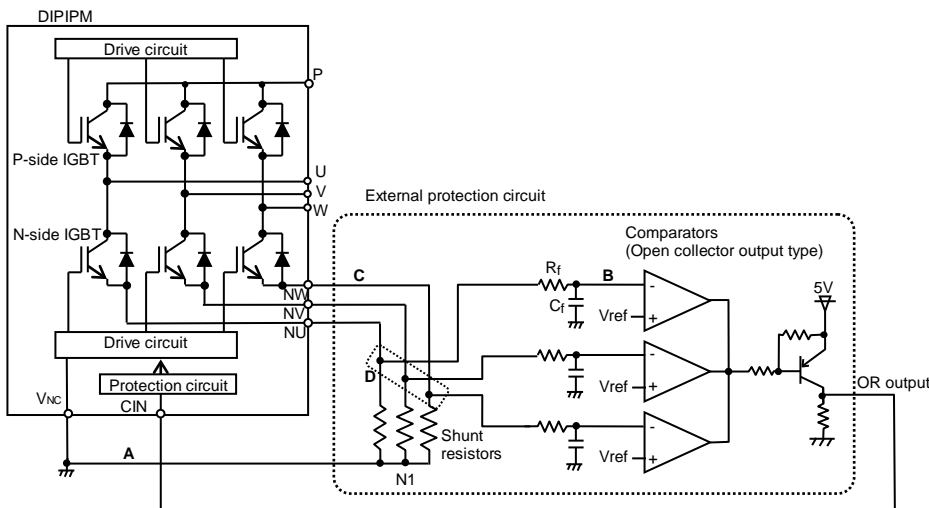 DIPIPM
Drive circuit
P
P-side IGBT
U
V
W
External protection circuit
N-side IGBT
Comparators
(Open collector output type)
C
Rf
B
-
5V
NW
Cf
Vref
+
NV
NU
Drive circuit
-
D
Protection circuit
Vref
+
OR output
VNC
CIN
-
Shunt
resistors
A
Vref
+
N1